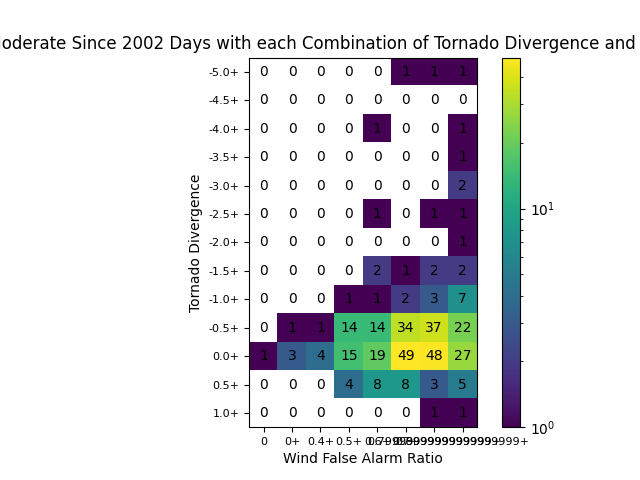 Moderate Since 2002 Days with each Combination of Tornado Divergence and
-5.0+ 0 0 0 0 0 1 1 1
-4.5+ 0 0 0 0 0 0 0 0
-4.0+ 0 0 0 0 1 0 0 1
-3.5+ 0 0 0 0 0 0 0 1
-3.0+ 0 0 0 0 0 0 0 2
-2.5+ 0 0 0 0 1 0 1 1
-2.0+ 0 0 0 0 0 0 0 1
-1.5+ 0 0 0 0 2 1 2 2
-1.0+ 0 0 0 1 1 2 3 7
-0.5+ 0 1 1 14 14 34 37 22
0.0+ 1 3 4 15 19 49 48 27
0.5+ 0 0 0 4 8 8 3 5
1.0+ 0 0 0 0 0 0 1 1
0 0+ 0.4+ 0.5+
Wind False Alarm Ratio
Tornado Divergence
10^1
10^0